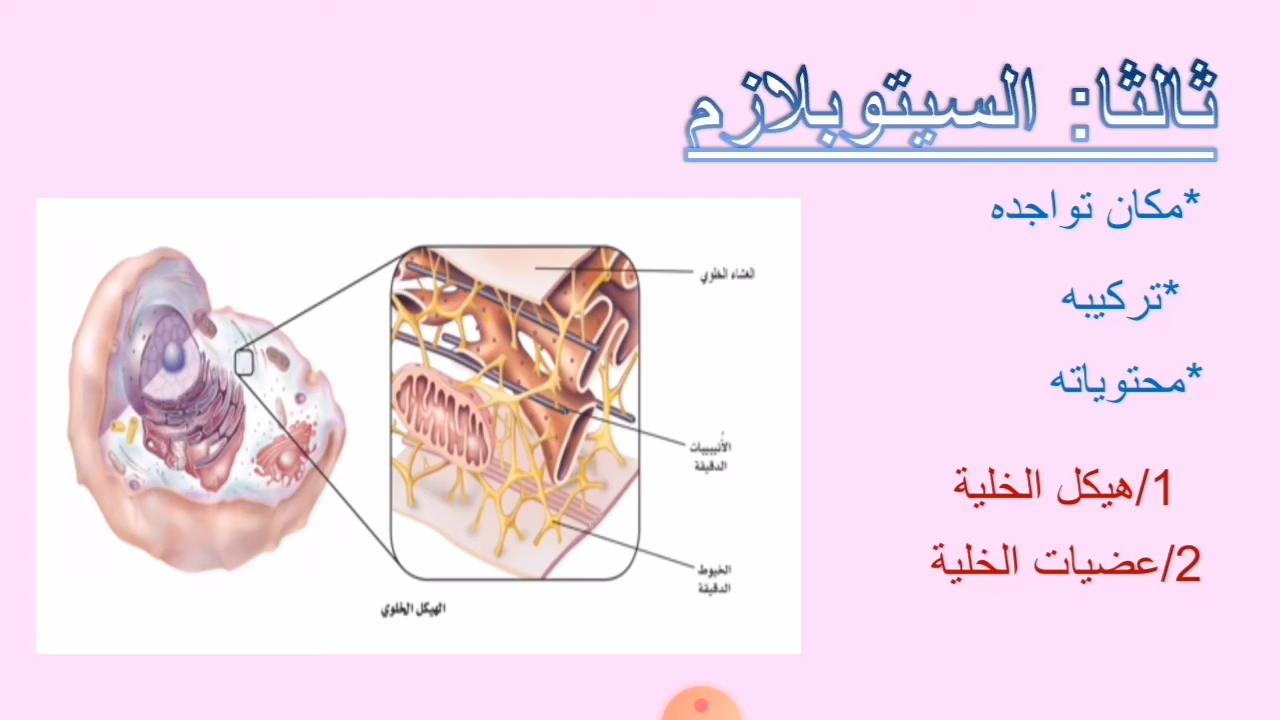 ثالثا: السيتوبلازم
*مكان تواجده
*تركيبه
*محتوياته
1/هيكل الخلية
2/عضيات الخلية
الغشاء الخلوي
الأنيبيبات
الدقيقة
الخيوط
الدقيقة
الهيكل الخلوي